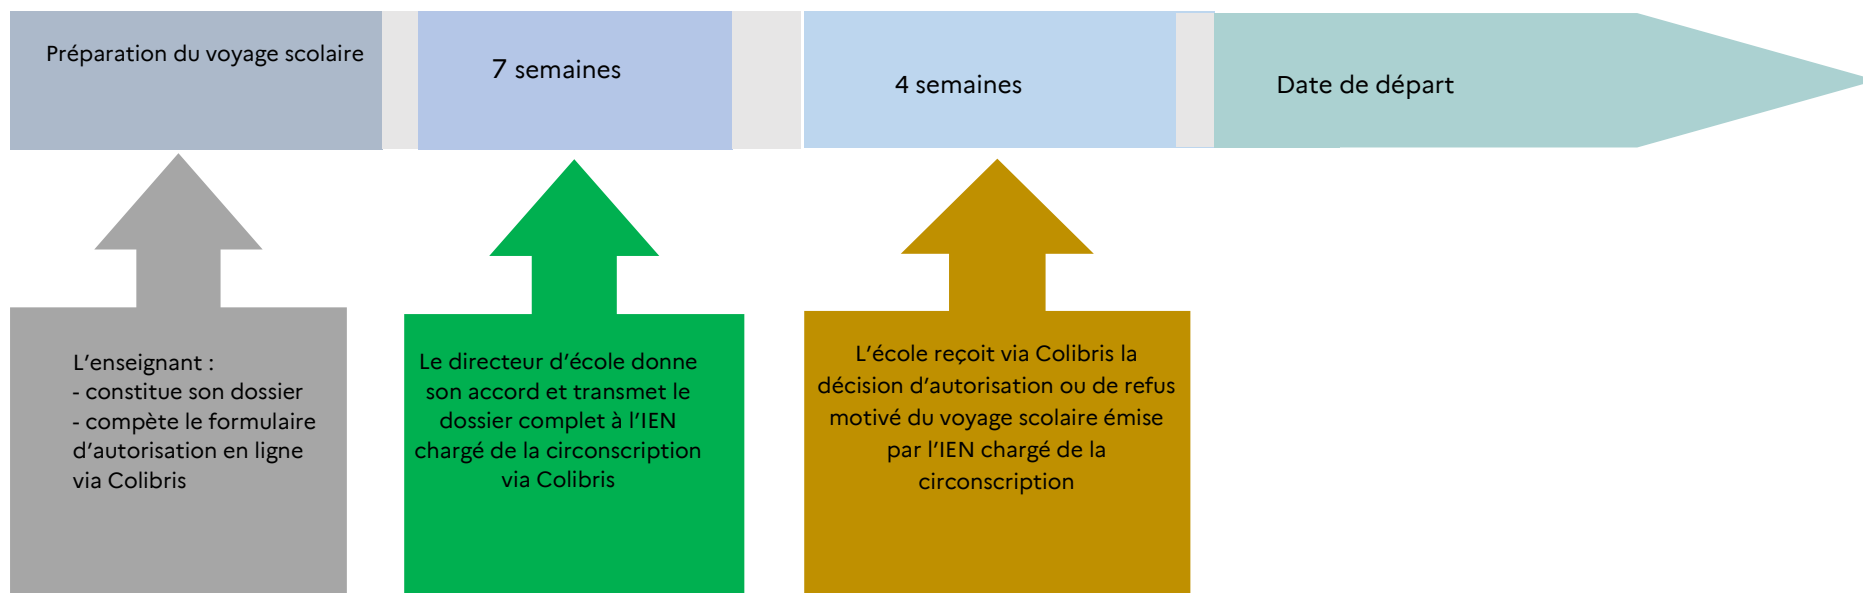 Préparation du voyage scolaire
7 semaines
4 semaines
Date de départ
L’enseignant :
- constitue son dossier
- compète le formulaire
d’autorisation en ligne
via Colibris
Le directeur d’école donne
son accord et transmet le
dossier complet à l’IEN
chargé de la circonscription
via Colibris
L’école reçoit via Colibris la
décision d’autorisation ou de refus
motivé du voyage scolaire émise
par l’IEN chargé de la
circonscription